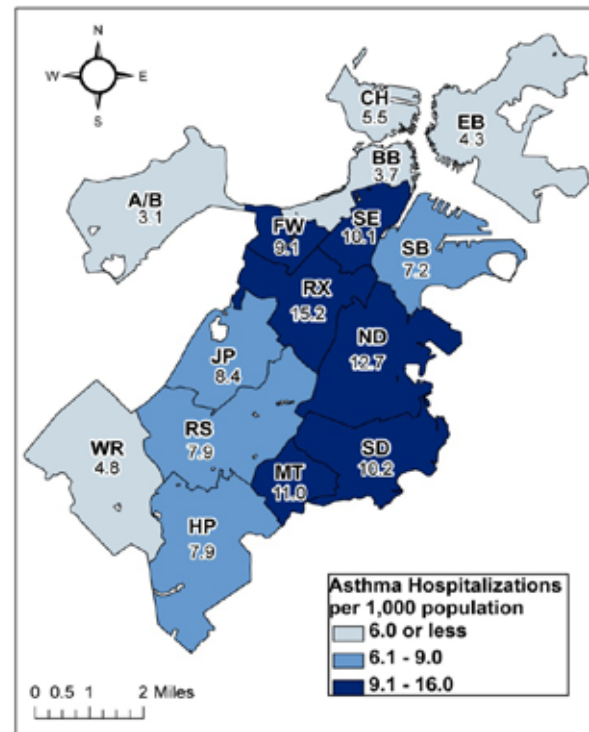 N
W E
S
CH
5.5
EB
4.3
BB
3.7
A/B
3.1
FW
9.1
SE
10.1
SB
7.2
RX
15.2
ND
12.7
JP
8.4
RS
7.9
WR
4.8
MT
11.0
SD
10.2
HP
7.9
Asthma Hospitalizations
per 1,000 population
6.0 or less
6.1 - 9.0
9.1 - 16.0
0 0.5 1 2 Miles